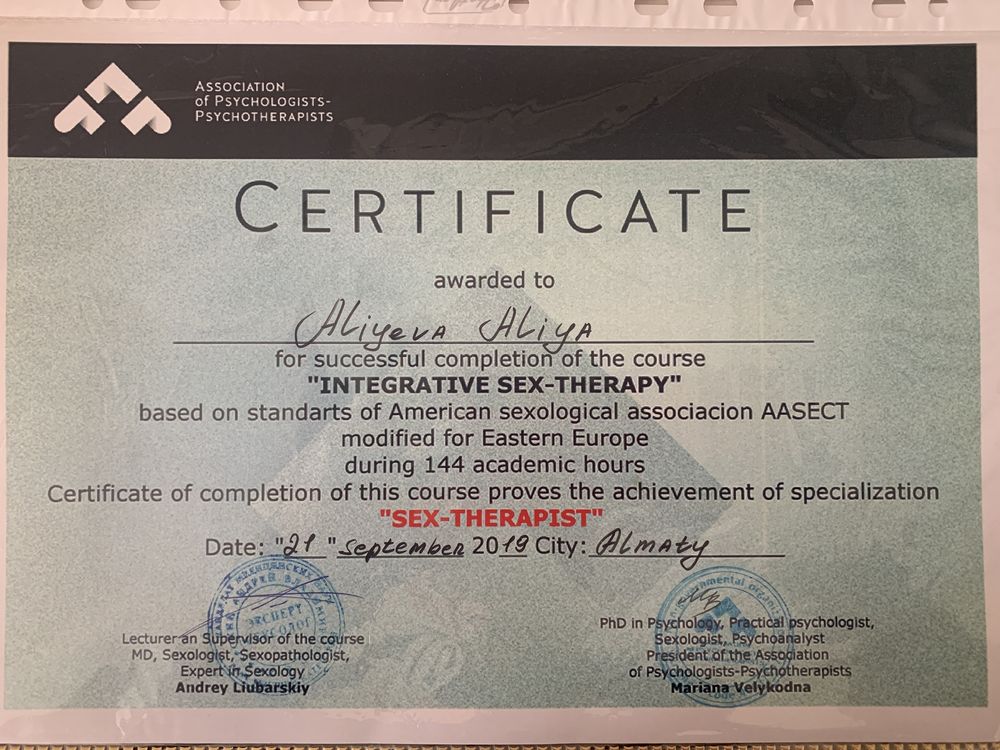 ASSOCIATION
OF PSYCHOLOGISTS-
PSYCHOTHERAPISTS
CERTIFICATE
awarded to
Aliyeva Aliya
for successful completion of the course
"INTEGRATIVE SEX-THERAPY"
based on standarts of American sexological associacion AASECT
modified for Eastern Europe
during 144 academic hours
Certificate of completion of this course proves the achievement of specialization
"SEX-THERAPIST"
Date: "21" september 2019 City: Almaty
Lecturer an Supervisor of the course
MD, Sexologist, Sexopathologist,
Expert in Sexology
Andrey Liubarskiy
ЭКСПЕРТ
PhD in Psychology, Practical psychologist,
Sexologist, Psychoanalyst
President of the Association
of Psychologists-Psychotherapists
Mariana Velykodna